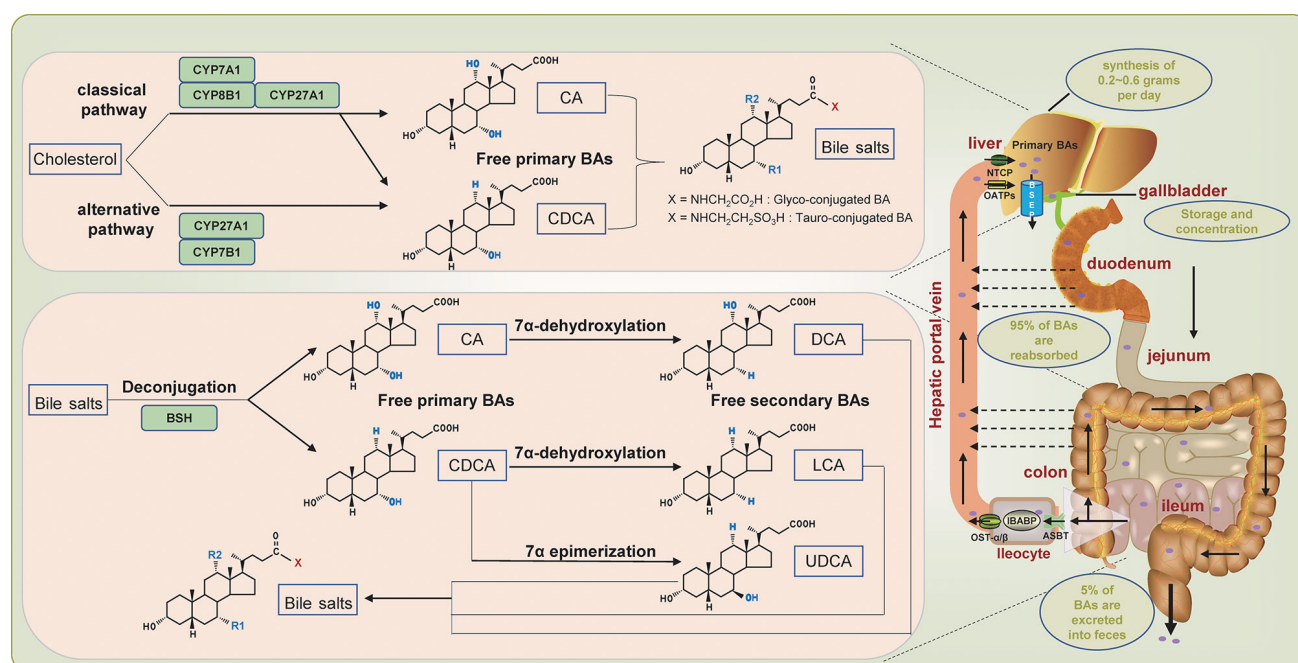 classical
pathway
CYP7A1
CYP8B1
CYP27A1
Cholesterol
alternative
pathway
CYP27A1
CYP7B1
HO
COOH
HO
OH
H
CA
Free primary BAs
H
COOH
HO
OH
H
CDCA
R2
O
X
HO
R1
H
Bile salts
X = NHCH₂CO₂H : Glyco-conjugated BA
X = NHCH₂CH₂SO₃H : Tauro-conjugated BA
Bile salts
Deconjugation
BSH
HO
COOH
HO
OH
H
CA
7α-dehydroxylation
HO
COOH
HO
H
H
DCA
Free primary BAs
Free secondary BAs
H
COOH
HO
OH
H
CDCA
7α-dehydroxylation
H
COOH
HO
H
H
LCA
7α epimerization
H
COOH
HO
OH
H
UDCA
R2
O
X
HO
R1
H
Bile salts
synthesis of
0.2~0.6 grams
per day
liver
Primary BAs
NTCP
OATPs
BSEP
gallbladder
Storage and
concentration
duodenum
Hepatic portal vein
95% of BAs
are
reabsorbed
jejunum
colon
ileum
OST-α/β
IBABP
ASBT
Ileocyte
5% of
BAs are
excreted
into feces